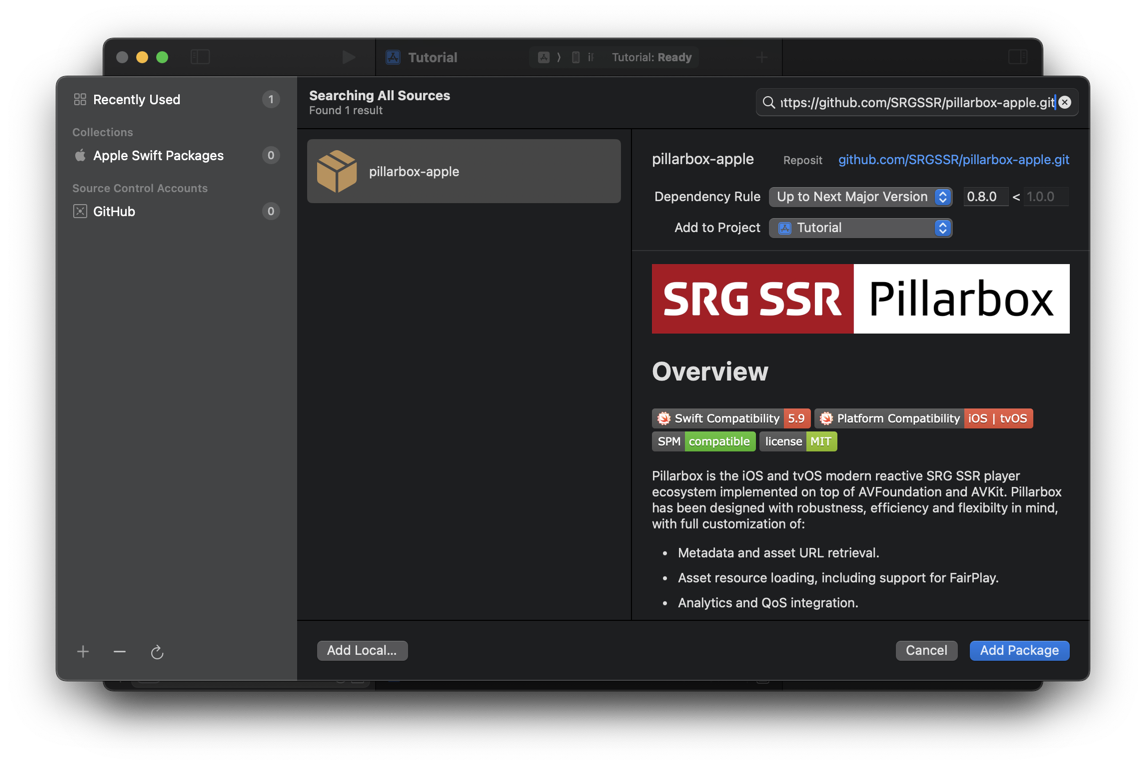 Tutorial
Tutorial: Ready
Recently Used 1
Collections
Apple Swift Packages 0
Source Control Accounts
GitHub 0
Searching All Sources
Found 1 result
ttps://github.com/SRGSSR/pillarbox-apple.git
pillarbox-apple
pillarbox-apple Reposit github.com/SRGSSR/pillarbox-apple.git
Dependency Rule Up to Next Major Version 0.8.0 < 1.0.0
Add to Project Tutorial
SRG SSR Pillarbox
Overview
Swift Compatibility 5.9 Platform Compatibility iOS | tvOS
SPM compatible license MIT
Pillarbox is the iOS and tvOS modern reactive SRG SSR player
ecosystem implemented on top of AVFoundation and AVKit. Pillarbox
has been designed with robustness, efficiency and flexibilty in mind,
with full customization of:
• Metadata and asset URL retrieval.
• Asset resource loading, including support for FairPlay.
• Analytics and QoS integration.
Add Local...
Cancel
Add Package